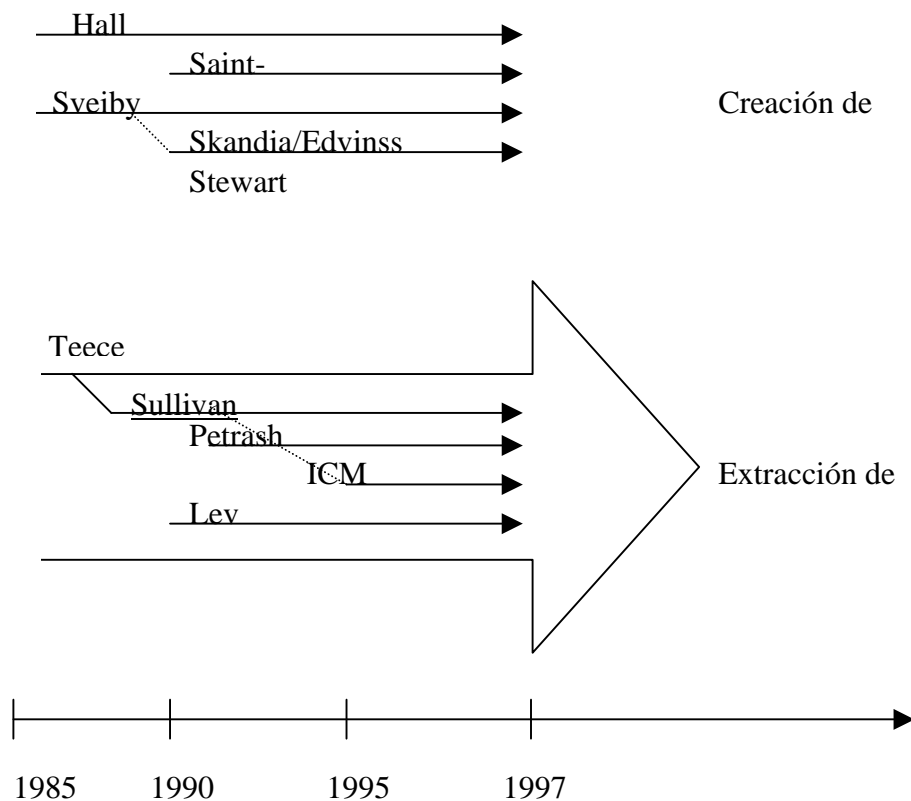 Hall
Saint-
Sveiby
Creación de
Skandia/Edvinss
Stewart
Teece
Sullivan
Petrash
ICM
Extracción de
Lev
1985 1990 1995 1997